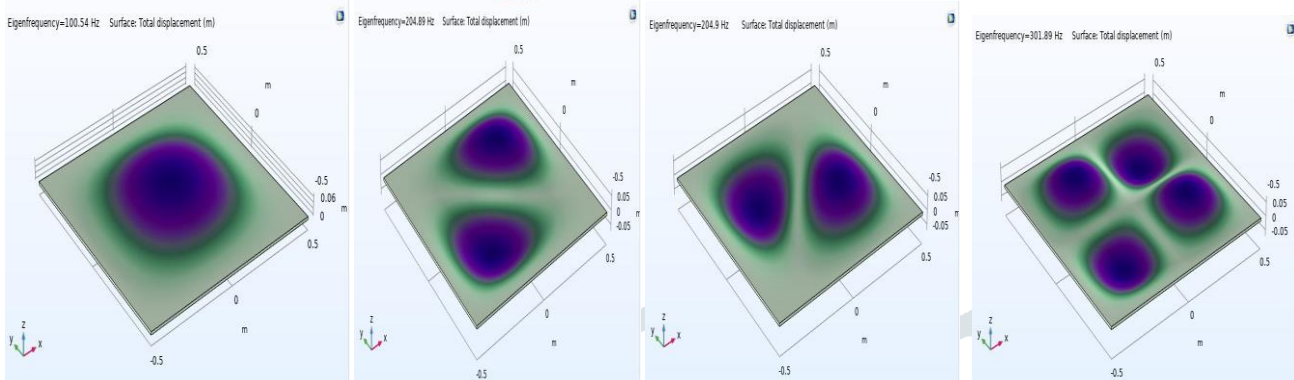 Eigenfrequency=100.54 Hz Surface: Total displacement (m)
0.5
m
0
-0.5
0.06
m
0
0.5
0
m
-0.5
z
y
x
Eigenfrequency=204.89 Hz Surface: Total displacement (m)
0.5
m
0
-0.5
0.05
0
m
-0.05
0.5
0
m
-0.5
z
y
x
Eigenfrequency=204.9 Hz Surface: Total displacement (m)
0.5
m
0
-0.5
0.05
0
m
-0.05
0.5
0
m
-0.5
z
y
x
Eigenfrequency=301.89 Hz Surface: Total displacement (m)
0.5
m
0
-0.5
0.05
0
-0.05
0.5
0
m
-0.5
z
y
x